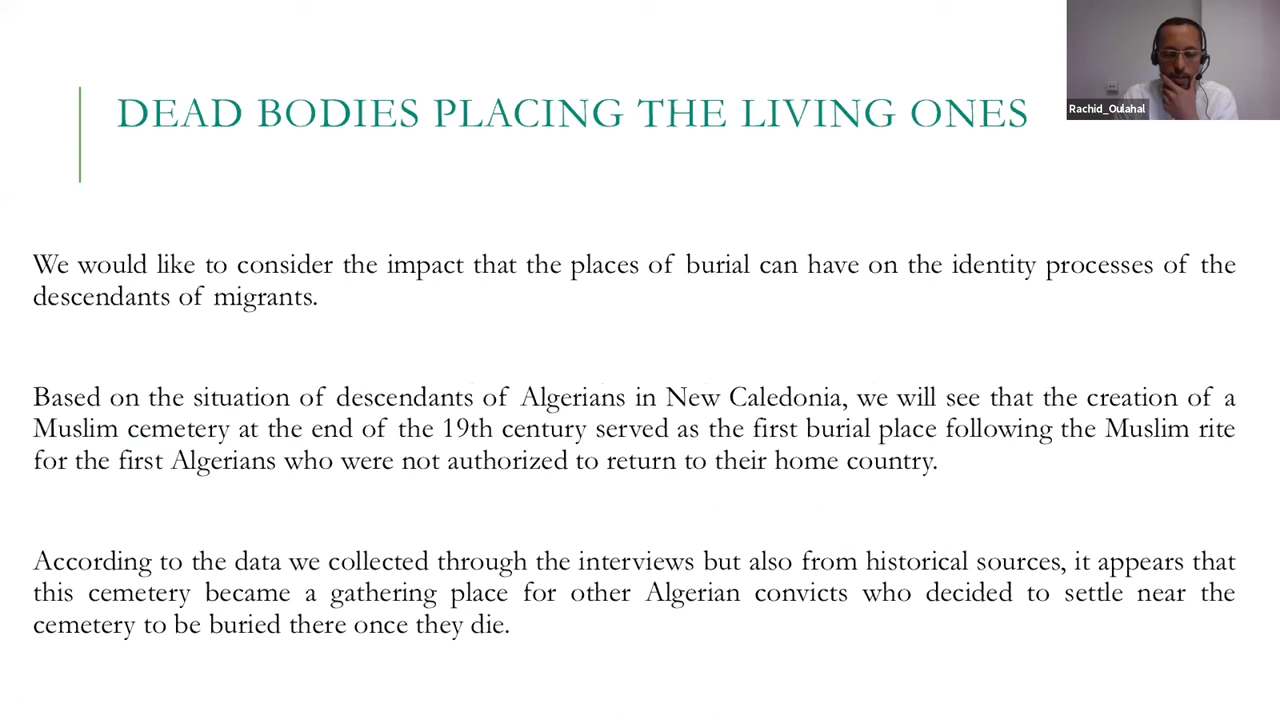 DEAD BODIES PLACING THE LIVING ONES
Rachid_Oulahal
We would like to consider the impact that the places of burial can have on the identity processes of the
descendants of migrants.
Based on the situation of descendants of Algerians in New Caledonia, we will see that the creation of a
Muslim cemetery at the end of the 19th century served as the first burial place following the Muslim rite
for the first Algerians who were not authorized to return to their home country.
According to the data we collected through the interviews but also from historical sources, it appears that
this cemetery became a gathering place for other Algerian convicts who decided to settle near the
cemetery to be buried there once they die.